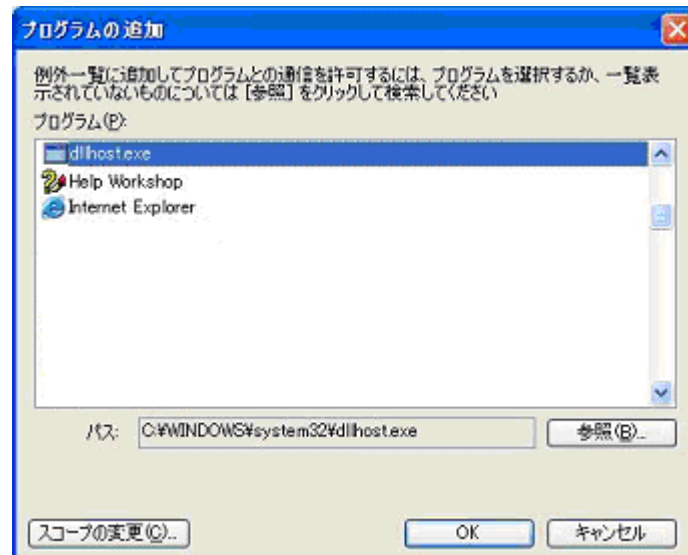 プログラムの追加
例外一覧に追加してプログラムとの通信を許可するには、プログラムを選択するか、一覧表
示されていないものについては [参照] をクリックして検索してください
プログラム(P):
dllhost.exe
Help Workshop
Internet Explorer
パス: C:¥WINDOWS¥system32¥dllhost.exe 参照(B)...
スコープの変更(C)... OK キャンセル